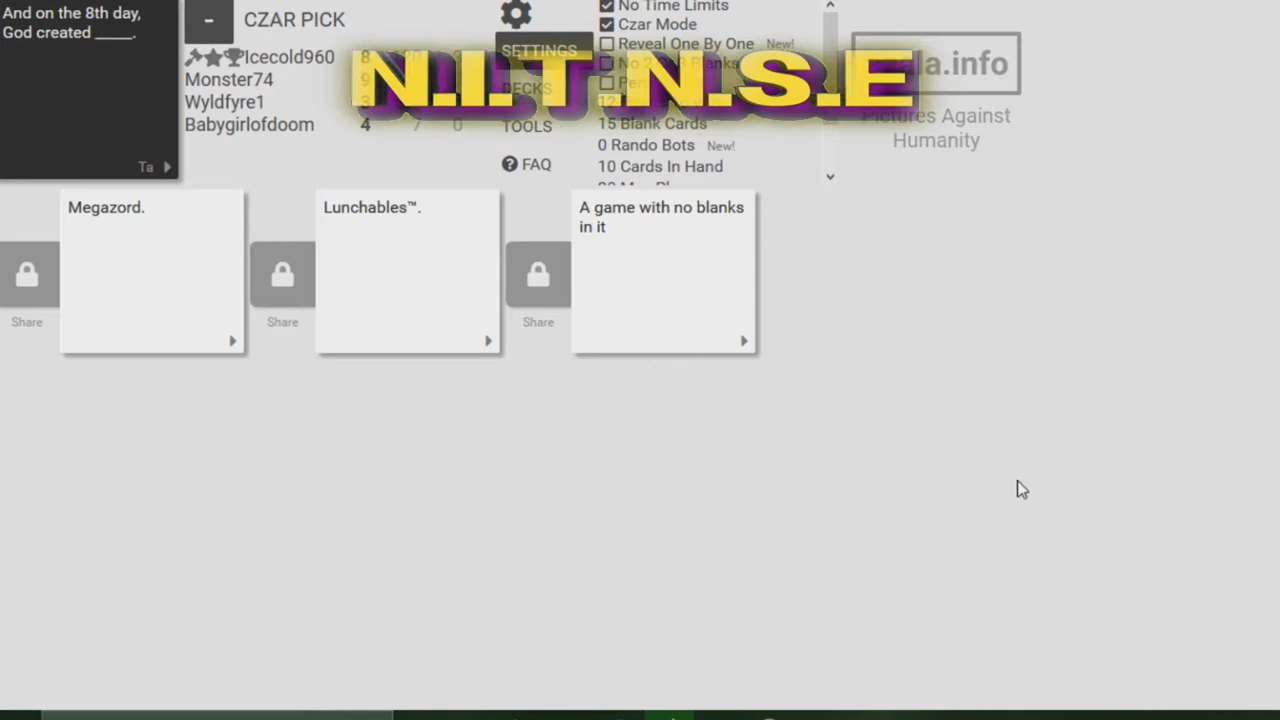 And on the 8th day,
God created _____.
Ta
-
CZAR PICK
Icecold960 8
Monster74 9
Wyldfyre1 3
Babygirlofdoom 4 7 0
SETTINGS
DECKS
TOOLS
FAQ
No Time Limits
Czar Mode
Reveal One By One New!
15 Blank Cards
0 Rando Bots New!
10 Cards In Hand
N.I.T.N.S.E
Pictures Against
Humanity
Megazord.
Share
Lunchables™.
Share
A game with no blanks
in it
Share